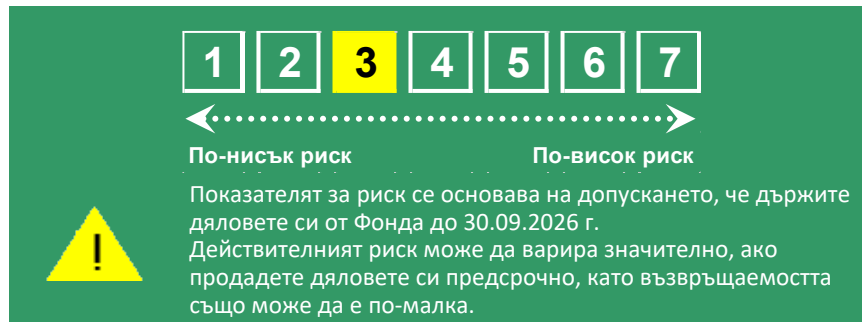 1 2 3 4 5 6 7
По-нисък риск По-висок риск
Показателят за риск се основава на допускането, че държите
дяловете си от Фонда до 30.09.2026 г.
Действителният риск може да варира значително, ако
продадете дяловете си предсрочно, като възвръщаемостта
също може да е по-малка.
!